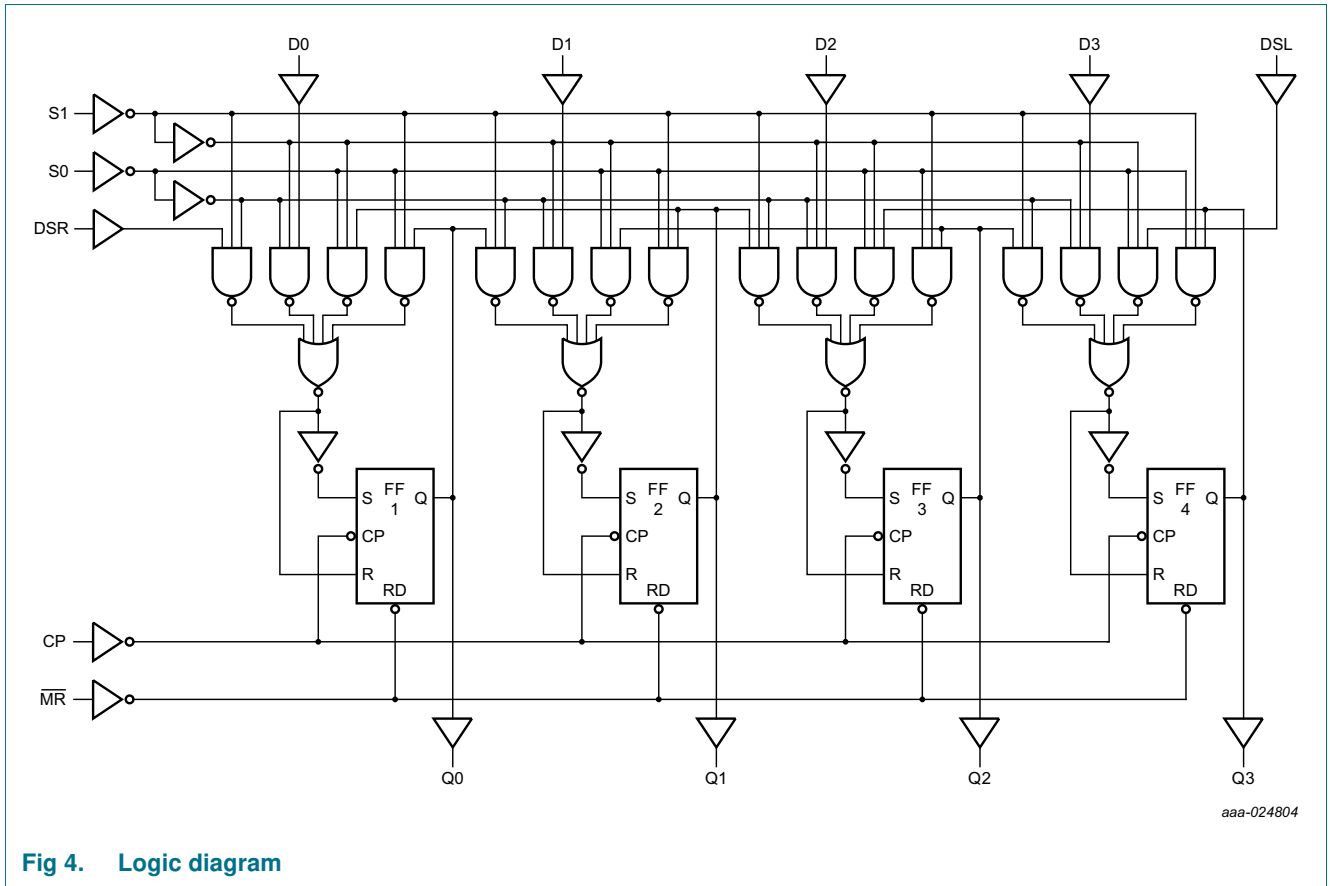 D0 D1 D2 D3 DSL
S1
S0
DSR
S FF 1 Q CP R RD
S FF 2 Q CP R RD
S FF 3 Q CP R RD
S FF 4 Q CP R RD
CP
M̅R̅
Q0 Q1 Q2 Q3
aaa-024804
Fig 4. Logic diagram